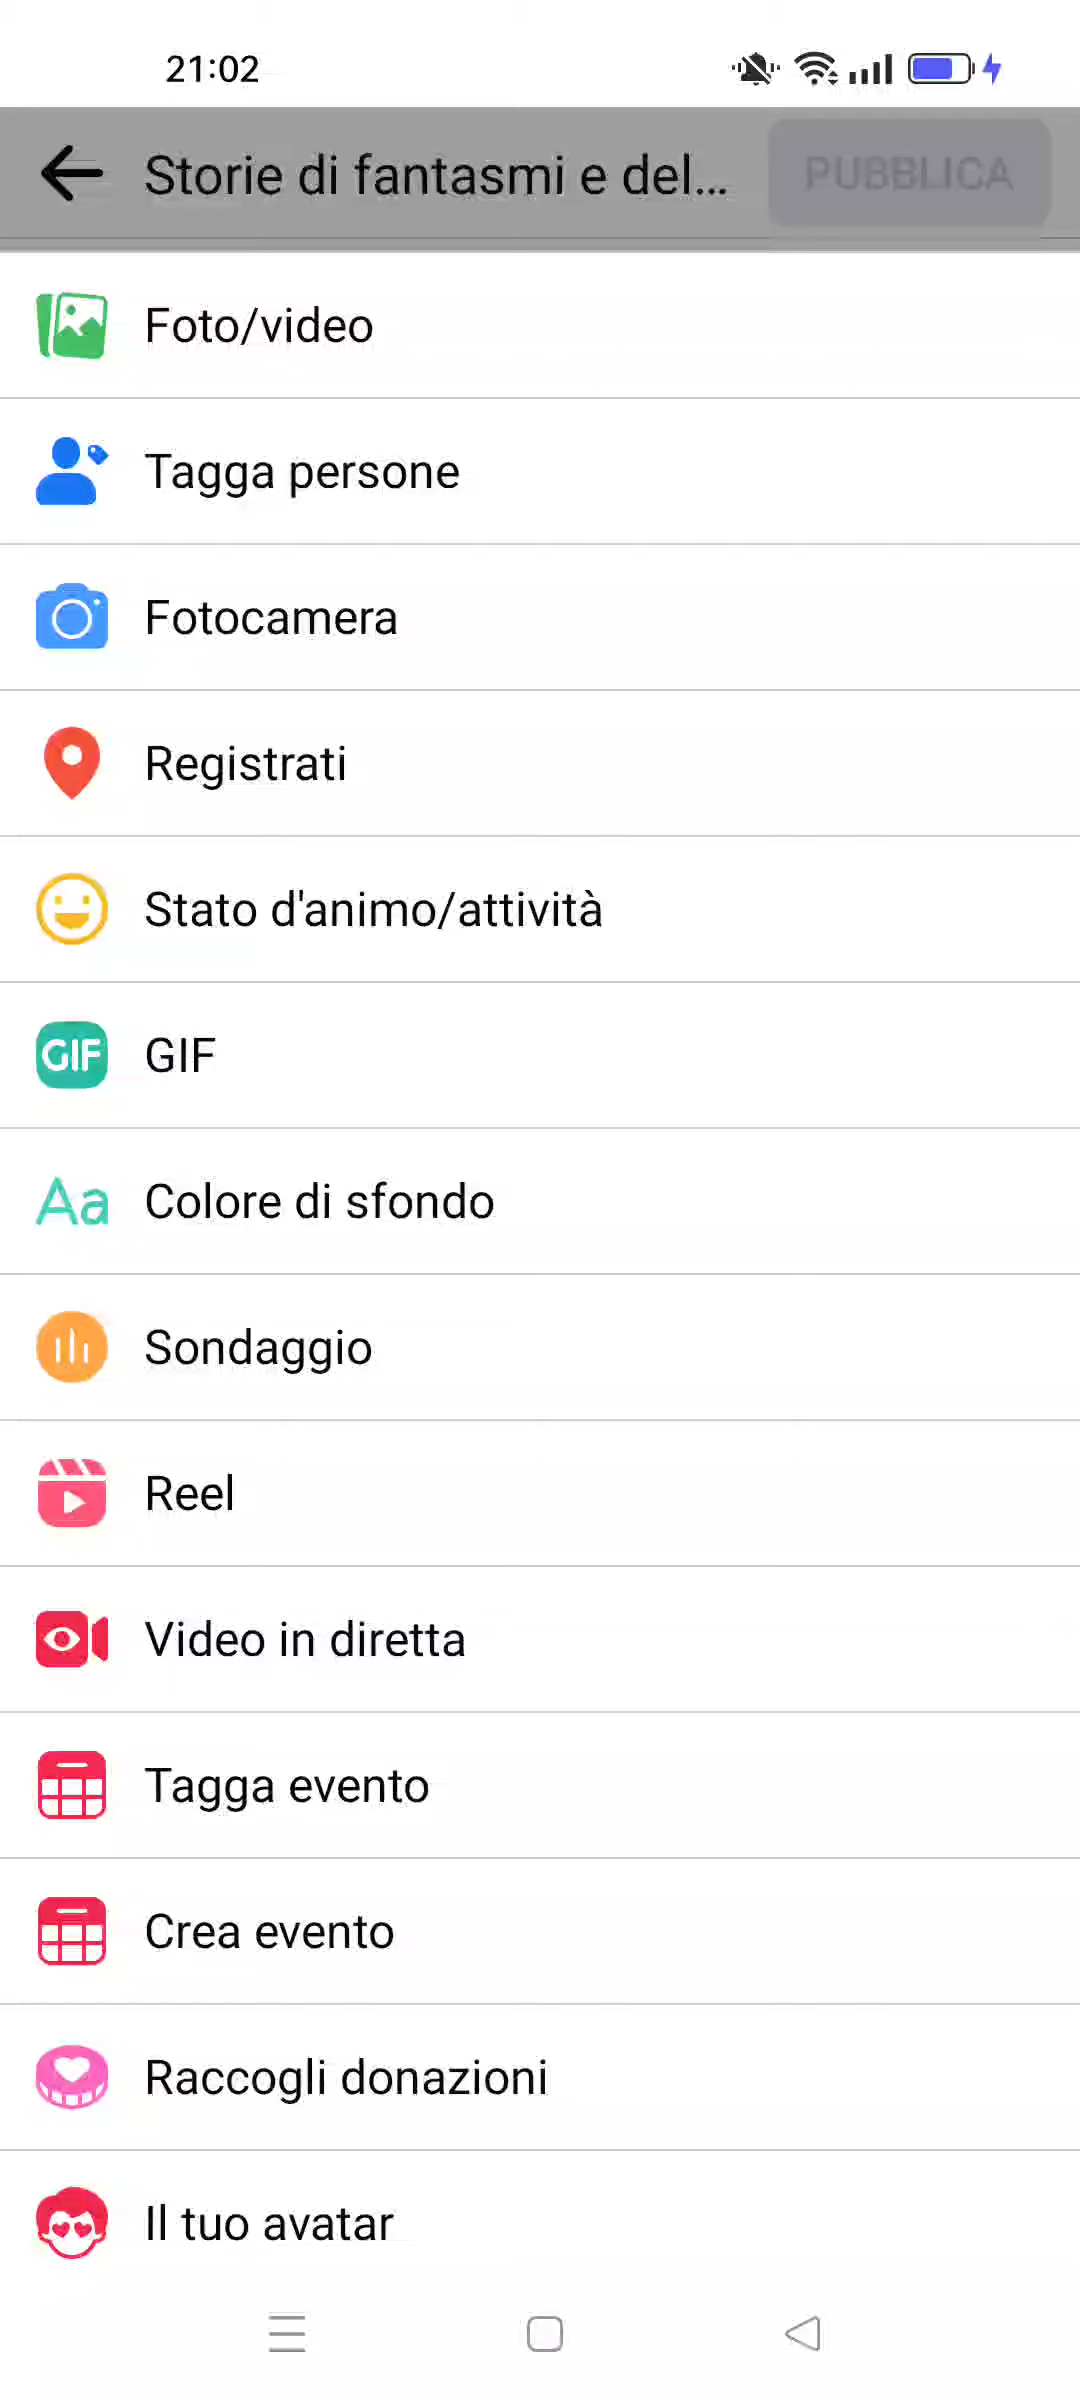 21:02
Storie di fantasmi e del...
PUBBLICA
Foto/video
Tagga persone
Fotocamera
Registrati
Stato d'animo/attività
GIF GIF
Aa Colore di sfondo
Sondaggio
Reel
Video in diretta
Tagga evento
Crea evento
Raccogli donazioni
Il tuo avatar